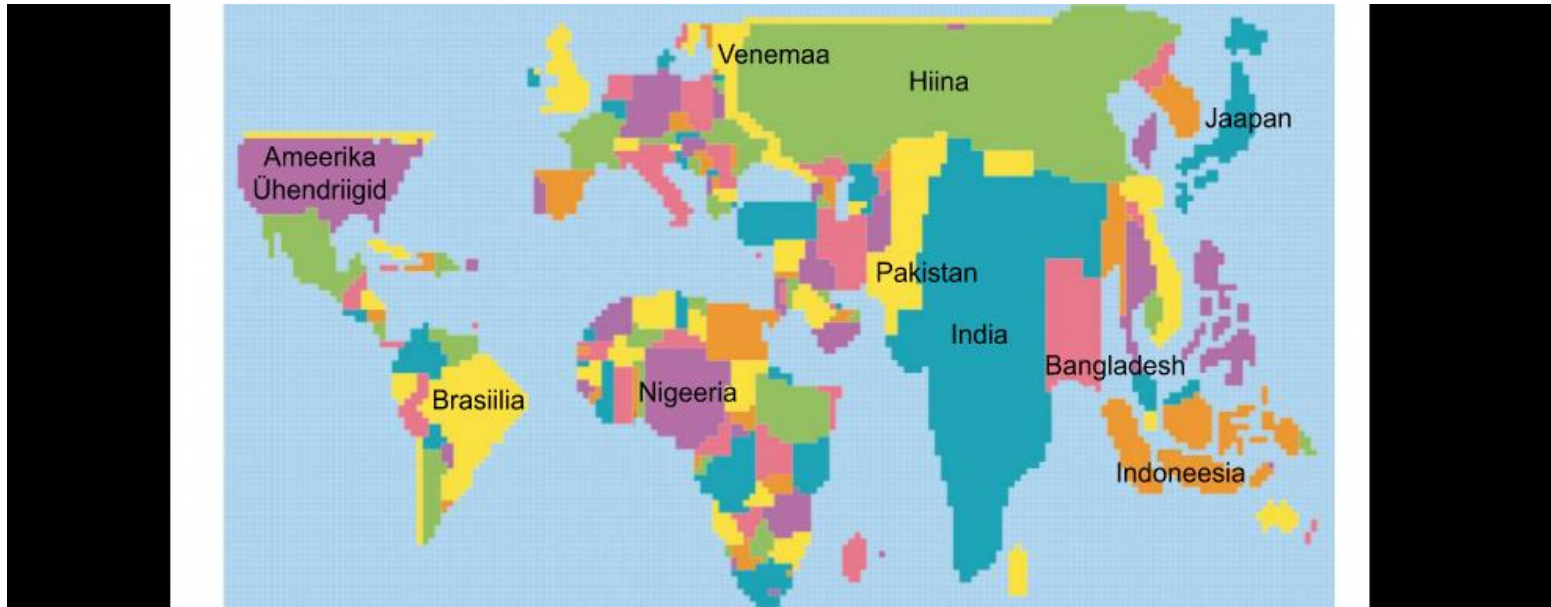 Venemaa
Hiina
Jaapan
Ameerika
Ühendriigid
Pakistan
India
Bangladesh
Brasiilia
Nigeeria
Indoneesia